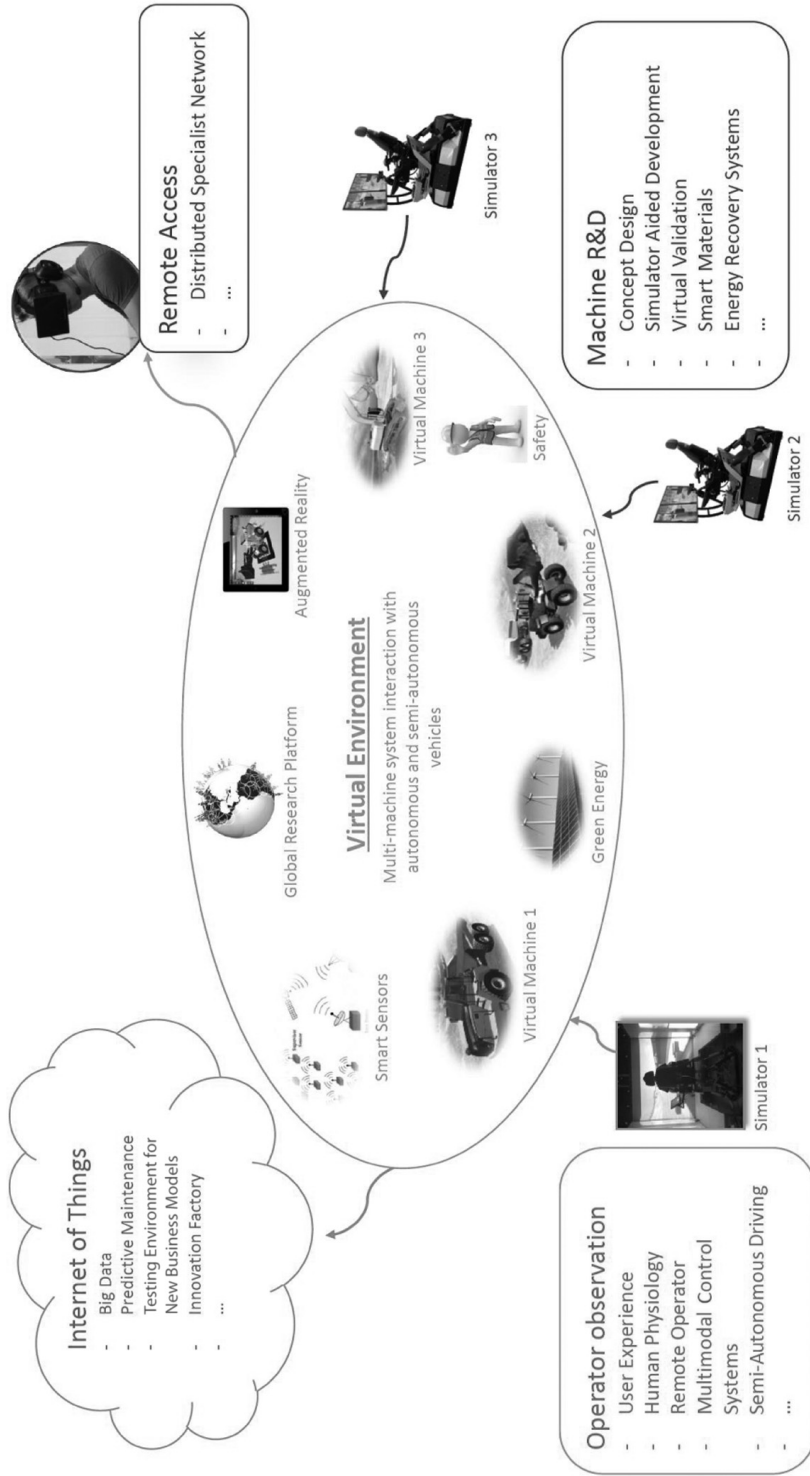 Internet of Things
- Big Data
- Predictive Maintenance
- Testing Environment for
New Business Models
- Innovation Factory
- ...
Remote Access
- Distributed Specialist Network
- ...
Smart Sensors
Global Research Platform
Augmented Reality
Virtual Environment
Multi-machine system interaction with
autonomous and semi-autonomous
vehicles
Virtual Machine 1
Green Energy
Virtual Machine 2
Virtual Machine 3
Safety
Simulator 3
Simulator 1
Simulator 2
Operator observation
- User Experience
- Human Physiology
- Remote Operator
- Multimodal Control
Systems
- Semi-Autonomous Driving
- ...
Machine R&D
- Concept Design
- Simulator Aided Development
- Virtual Validation
- Smart Materials
- Energy Recovery Systems
- ...